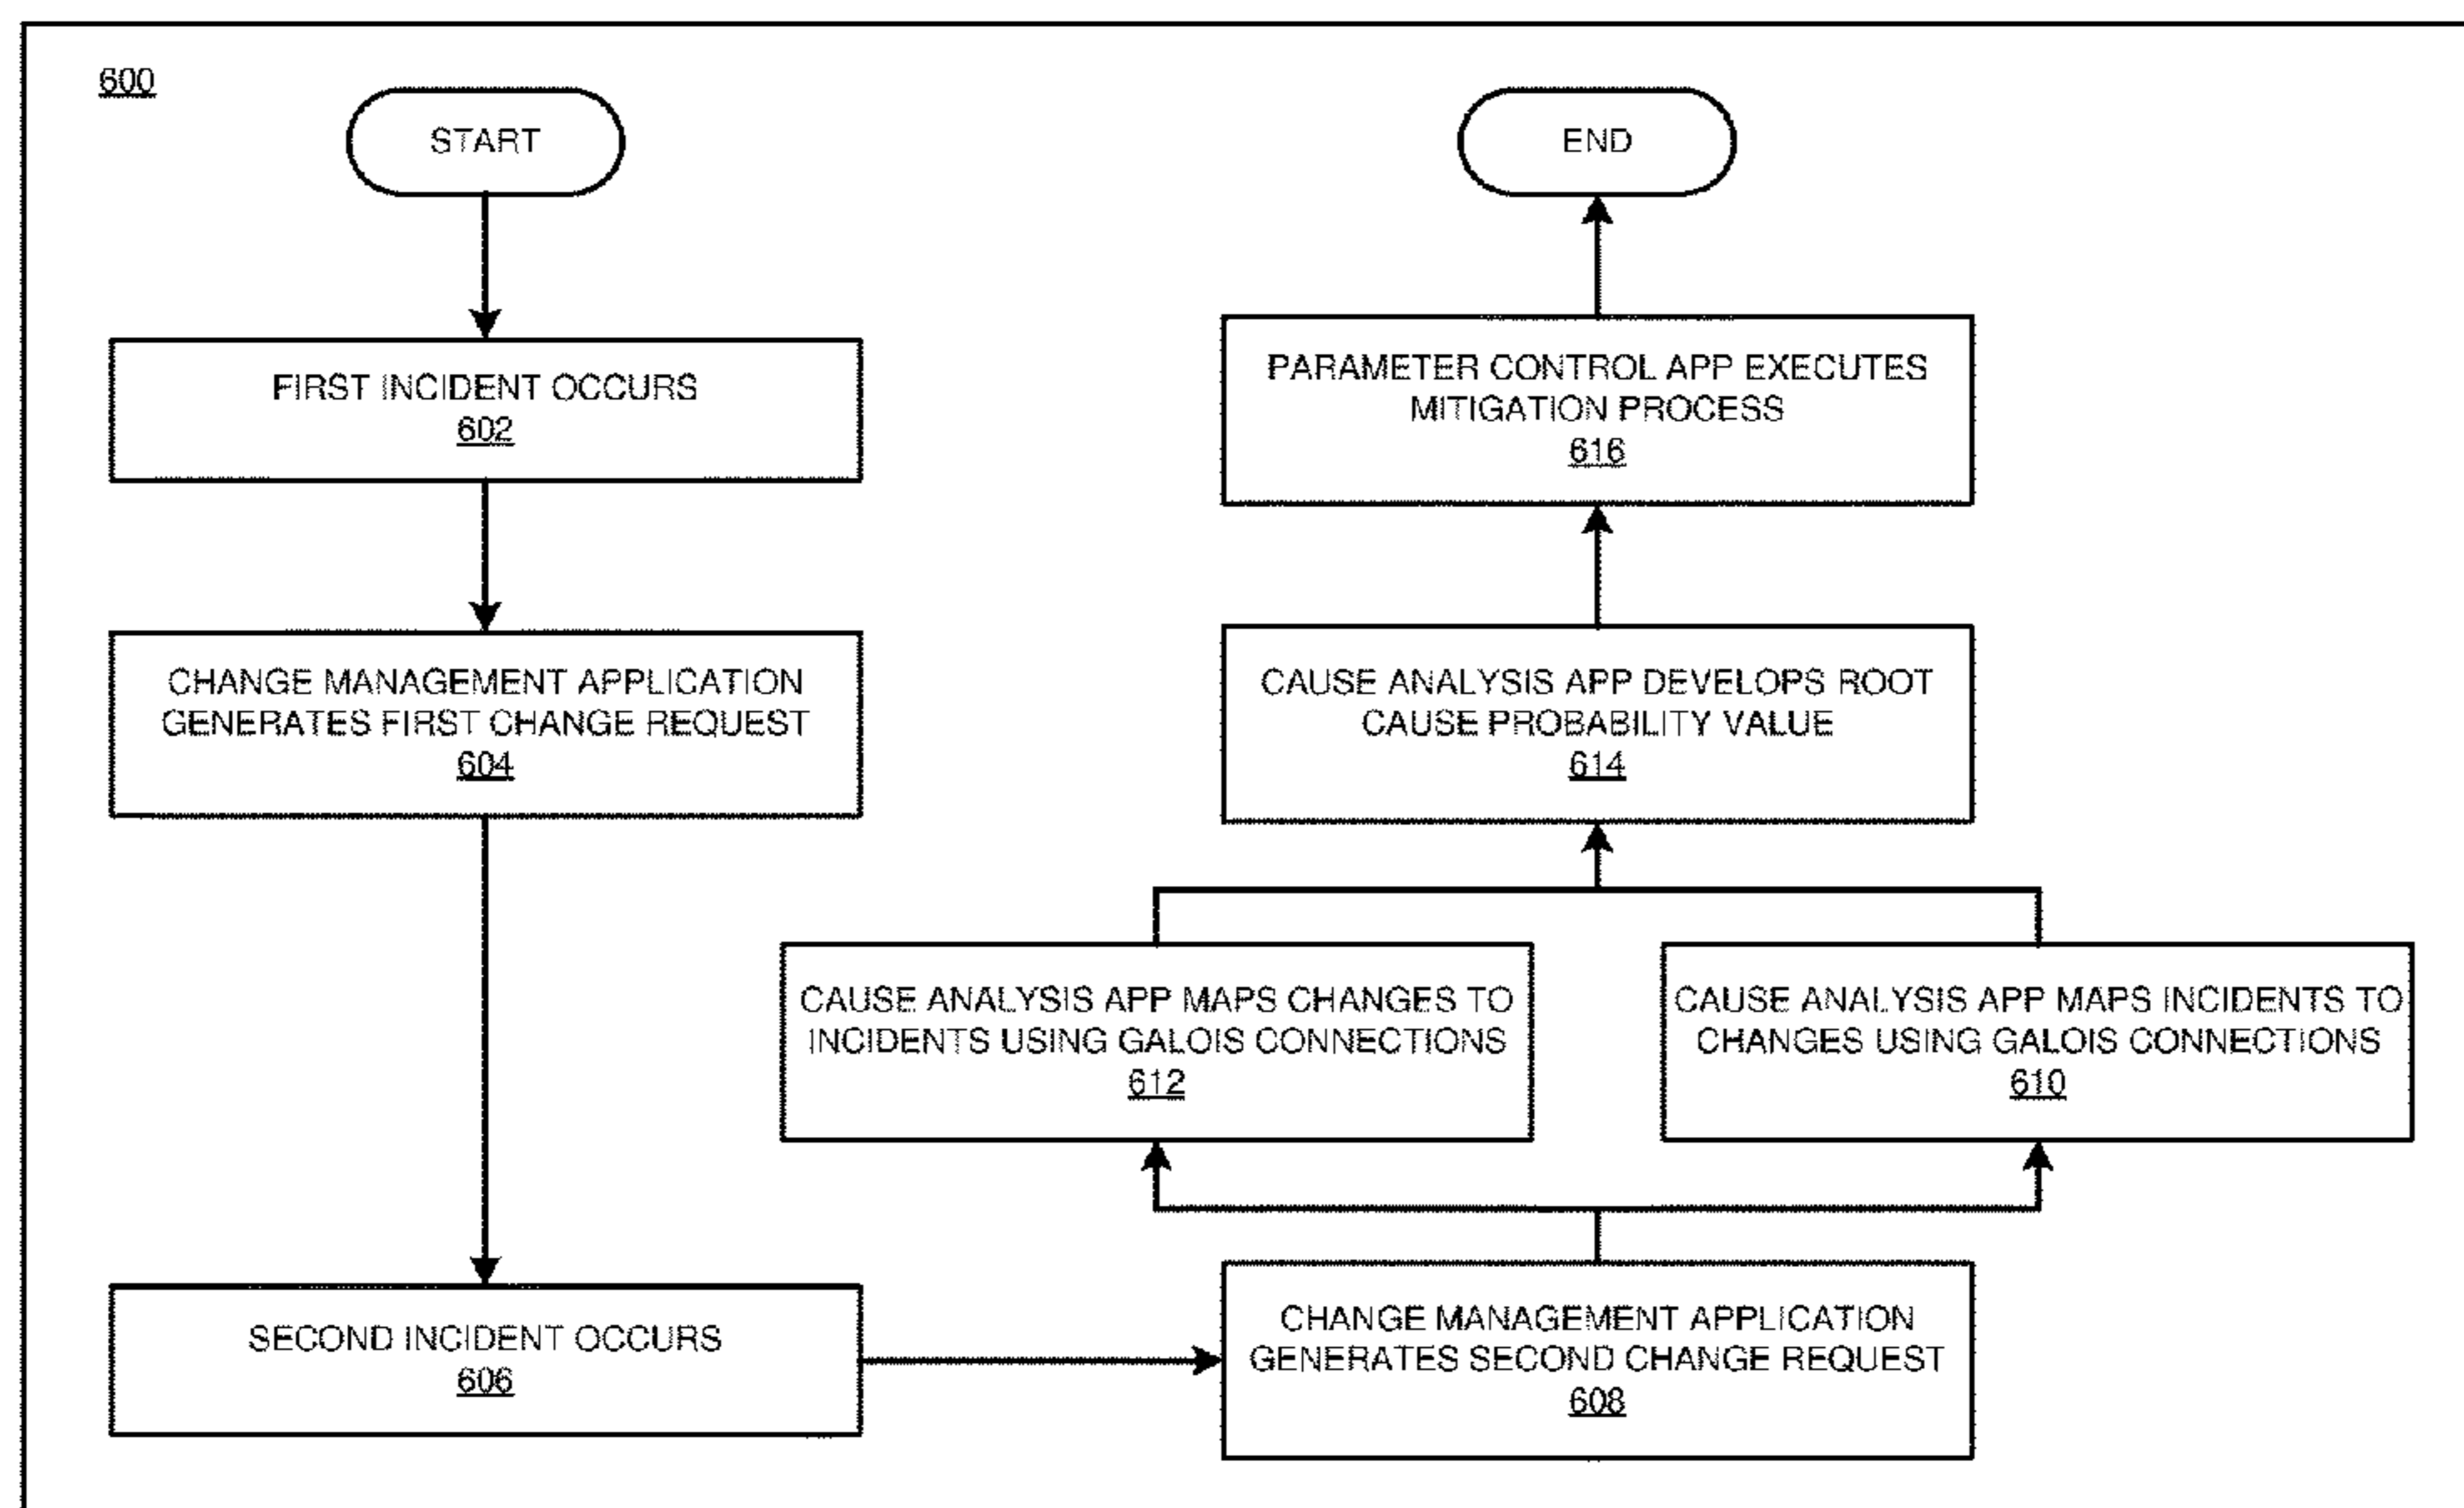 600
START
FIRST INCIDENT OCCURS
602
CHANGE MANAGEMENT APPLICATION
GENERATES FIRST CHANGE REQUEST
604
SECOND INCIDENT OCCURS
606
CHANGE MANAGEMENT APPLICATION
GENERATES SECOND CHANGE REQUEST
608
CAUSE ANALYSIS APP MAPS CHANGES TO
INCIDENTS USING GALOIS CONNECTIONS
612
CAUSE ANALYSIS APP MAPS INCIDENTS TO
CHANGES USING GALOIS CONNECTIONS
610
CAUSE ANALYSIS APP DEVELOPS ROOT
CAUSE PROBABILITY VALUE
614
PARAMETER CONTROL APP EXECUTES
MITIGATION PROCESS
616
END